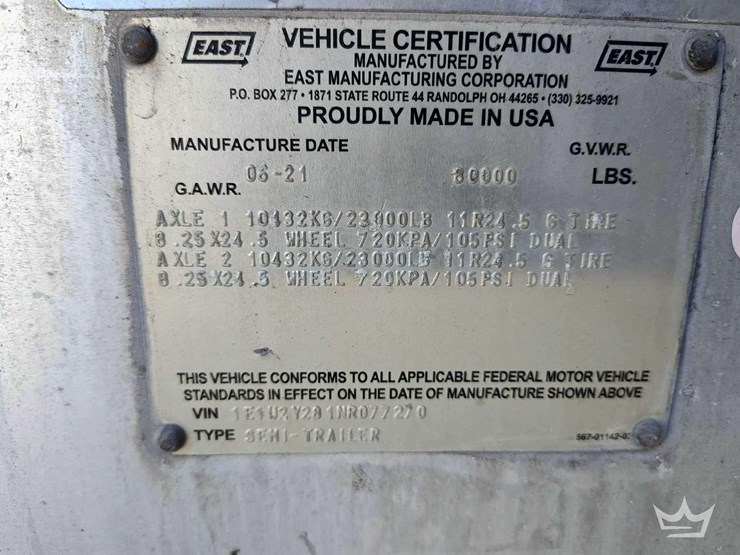 EAST VEHICLE CERTIFICATION EAST
MANUFACTURED BY
EAST MANUFACTURING CORPORATION
P.O. BOX 277 • 1871 STATE ROUTE 44 RANDOLPH OH 44265 • (330) 325-9921
PROUDLY MADE IN USA
MANUFACTURE DATE G.V.W.R.
06-21 80000 LBS.
G.A.W.R.
AXLE 1 10432KG/23000LB 11R24.5 G TIRE
8.25X24.5 WHEEL 720KPA/105PSI DUAL
AXLE 2 10432KG/23000LB 11R24.5 G TIRE
8.25X24.5 WHEEL 720KPA/105PSI DUAL
THIS VEHICLE CONFORMS TO ALL APPLICABLE FEDERAL MOTOR VEHICLE
STANDARDS IN EFFECT ON THE DATE OF MANUFACTURE SHOWN ABOVE
VIN
TYPE SEMI-TRAILER